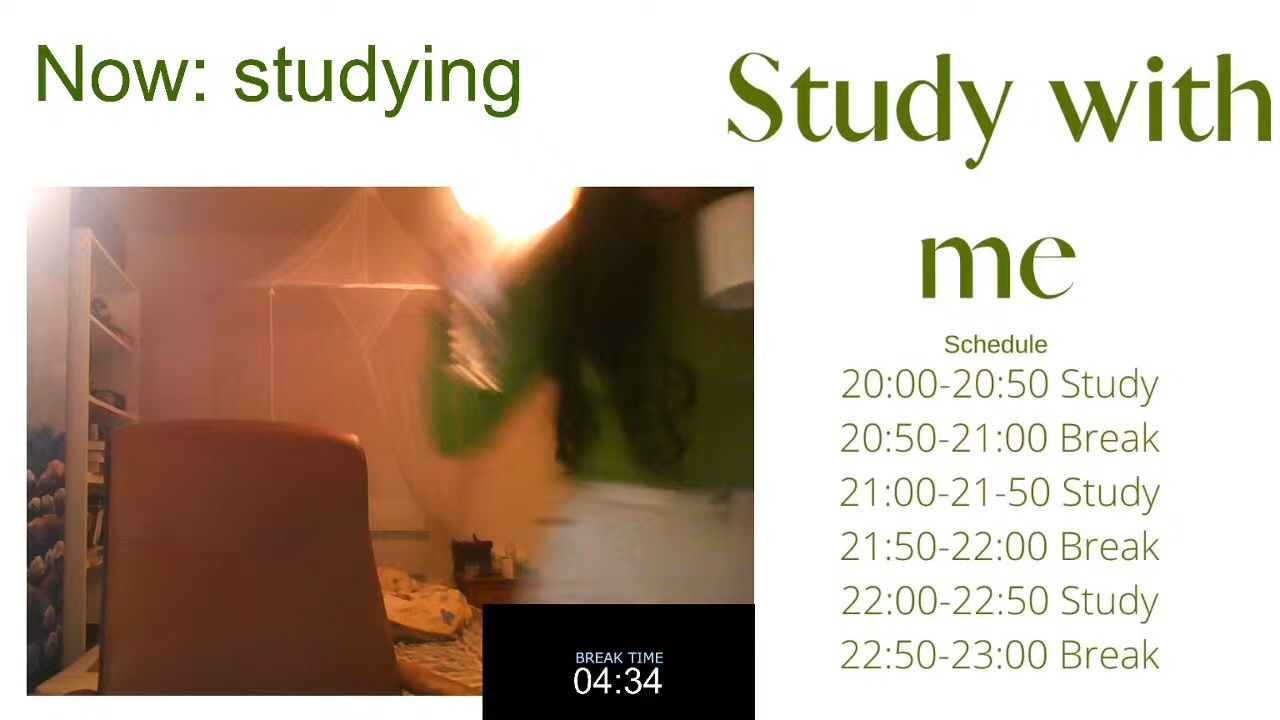 Now: studying
Study with
me
Schedule
20:00-20:50 Study
20:50-21:00 Break
21:00-21-50 Study
21:50-22:00 Break
22:00-22:50 Study
22:50-23:00 Break
BREAK TIME
04:34